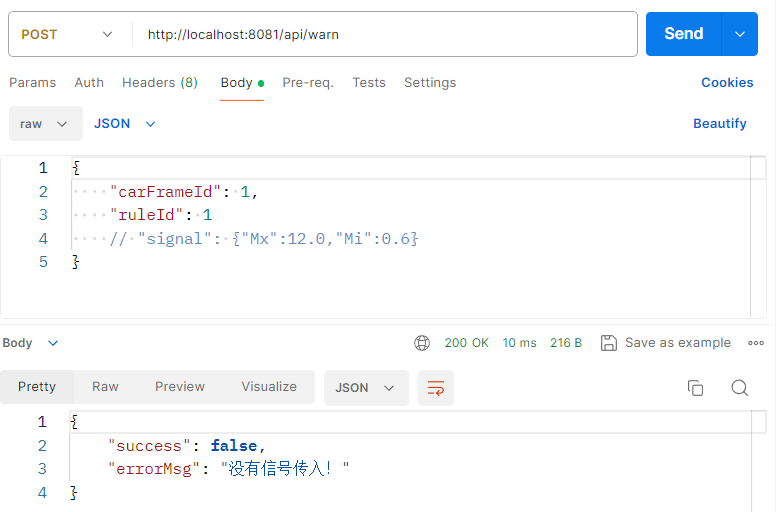 POST http://localhost:8081/api/warn Send
Params Auth Headers (8) Body Pre-req. Tests Settings Cookies
raw JSON Beautify
1 {
2 "carFrameId": 1,
3 "ruleId": 1
4 // "signal": {"Mx":12.0,"Mi":0.6}
5 }
Body 200 OK 10 ms 216 B Save as example
Pretty Raw Preview Visualize JSON
1 {
2 "success": false,
3 "errorMsg": "没有信号传入！"
4 }